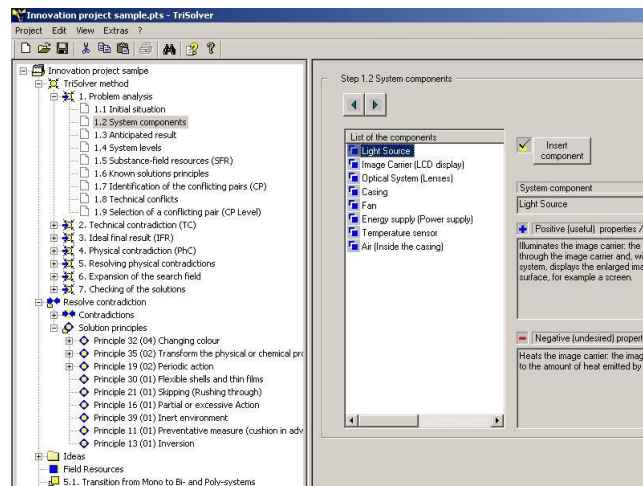 Innovation project sample.pts - TriSolver
Project Edit View Extras ?
Innovation project samlpe
TriSolver method
1. Problem analysis
1.1 Initial situation
1.2 System components
1.3 Anticipated result
1.4 System levels
1.5 Substance-field resources (SFR)
1.6 Known solutions principles
1.7 Identification of the conflicting pairs (CP)
1.8 Technical conflicts
1.9 Selection of a conflicting pair (CP Level)
2. Technical contradiction (TC)
3. Ideal final result (IFR)
4. Physical contradiction (PhC)
5. Resolving physical contradictions
6. Expansion of the search field
7. Checking of the solutions
Resolve contradiction
Contradictions
Solution principles
Principle 32 (04) Changing colour
Principle 35 (02) Transform the physical or chemical pro
Principle 19 (02) Periodic action
Principle 30 (01) Flexible shells and thin films
Principle 21 (01) Skipping (Rushing through)
Principle 16 (01) Partial or excessive Action
Principle 39 (01) Inert environment
Principle 11 (01) Preventative measure (cushion in adv
Principle 13 (01) Inversion
Ideas
Field Resources
5.1. Transition from Mono to Bi- and Poly-systems
Step 1.2 System components
List of the components
Light Source
Image Carrier (LCD display)
Optical System (Lenses)
Casing
Fan
Energy supply (Power supply)
Temperature sensor
Air (Inside the casing)
Insert
component
System component
Light Source
Positive (useful) properties /
Illuminates the image carrier: the
through the image carrier and, wi
system, displays the enlarged ima
surface, for example a screen.
Negative (undesired) propert
Heats the image carrier: the imag
to the amount of heat emitted by